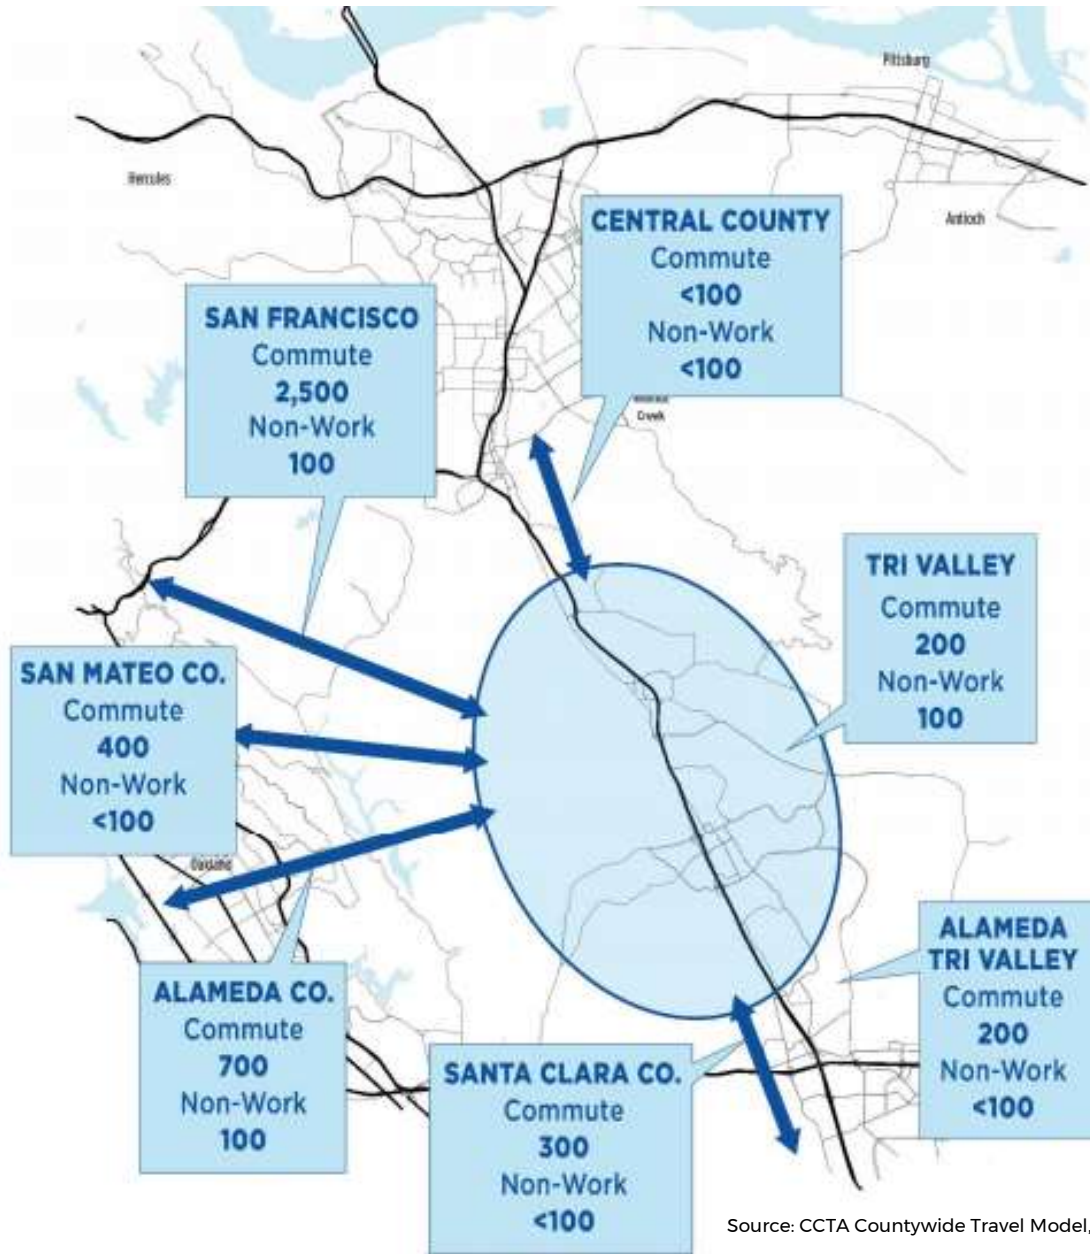 Pittsburg
Hercules
Antioch
CENTRAL COUNTY
Commute
<100
Non-Work
<100
Creek
SAN FRANCISCO
Commute
2,500
Non-Work
100
TRI VALLEY
Commute
200
Non-Work
100
SAN MATEO CO.
Commute
400
Non-Work
<100
Oakland
ALAMEDA CO.
Commute
700
Non-Work
100
SANTA CLARA CO.
Commute
300
Non-Work
<100
ALAMEDA
TRI VALLEY
Commute
200
Non-Work
<100
Source: CCTA Countywide Travel Model,